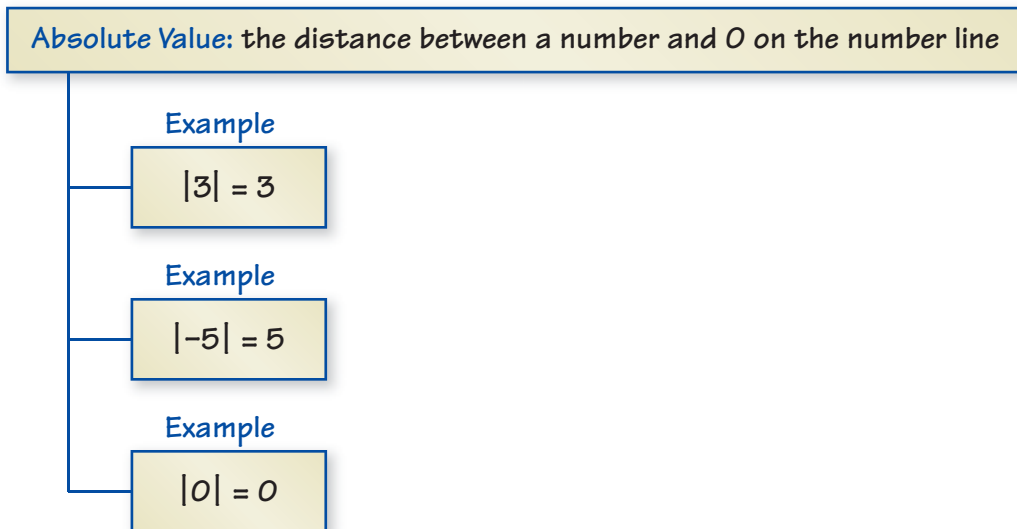 Absolute Value: the distance between a number and 0 on the number line
Example
|3| = 3
Example
|−5| = 5
Example
|0| = 0